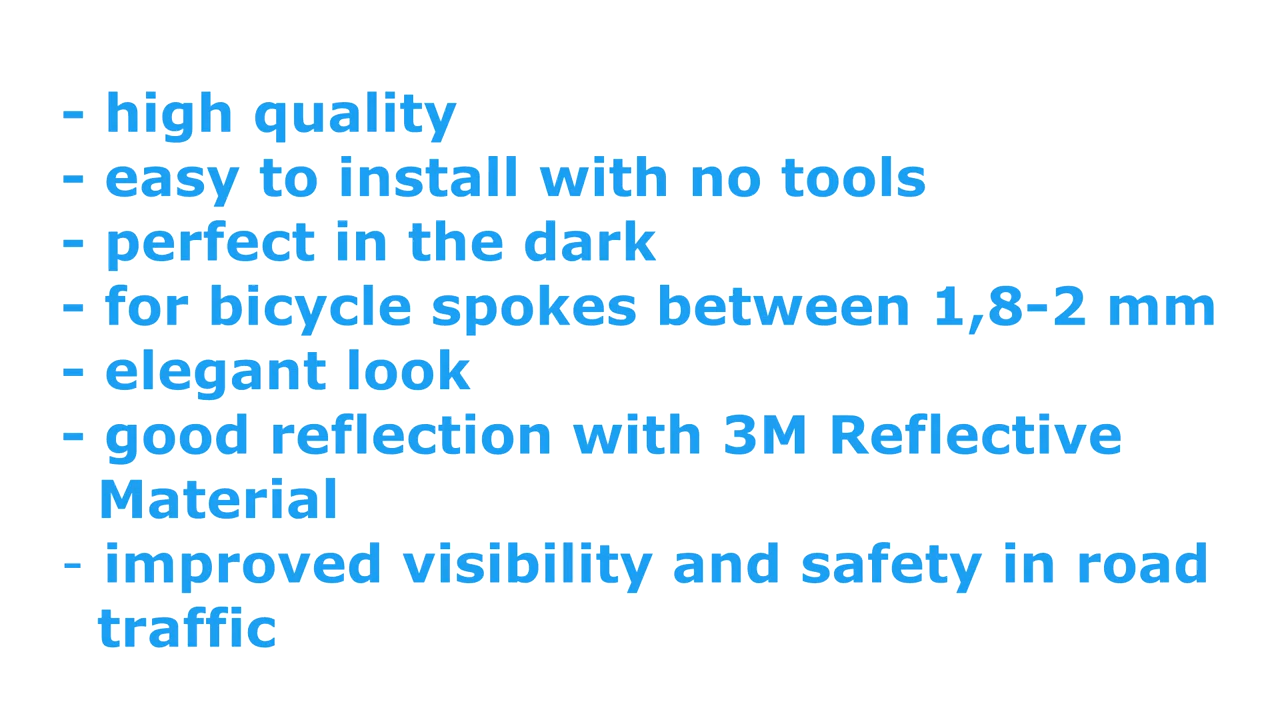 - high quality
- easy to install with no tools
- perfect in the dark
- for bicycle spokes between 1,8-2 mm
- elegant look
- good reflection with 3M Reflective
Material
- improved visibility and safety in road
traffic